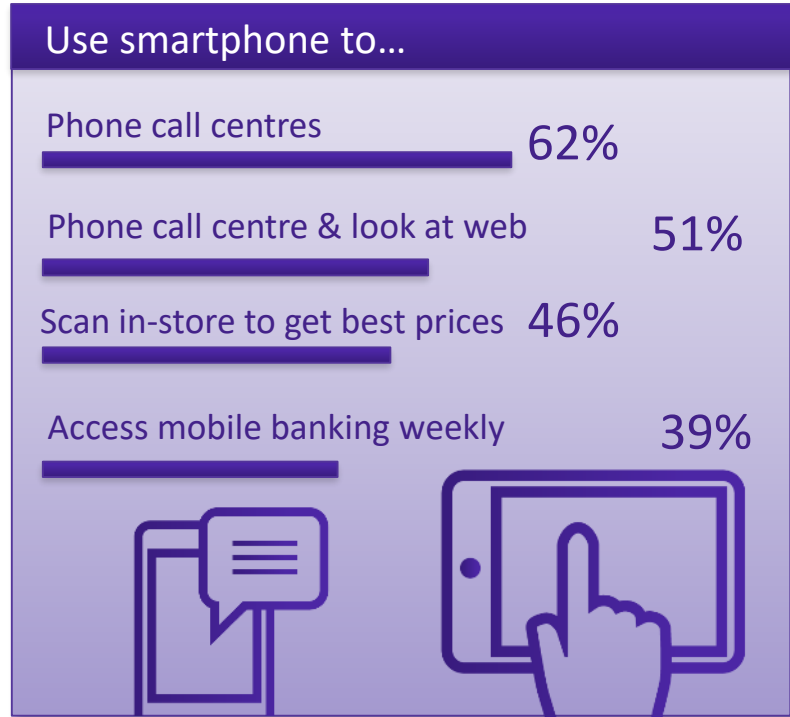 Use smartphone to…
Phone call centres
62%
Phone call centre & look at web
51%
Scan in-store to get best prices
46%
Access mobile banking weekly
39%